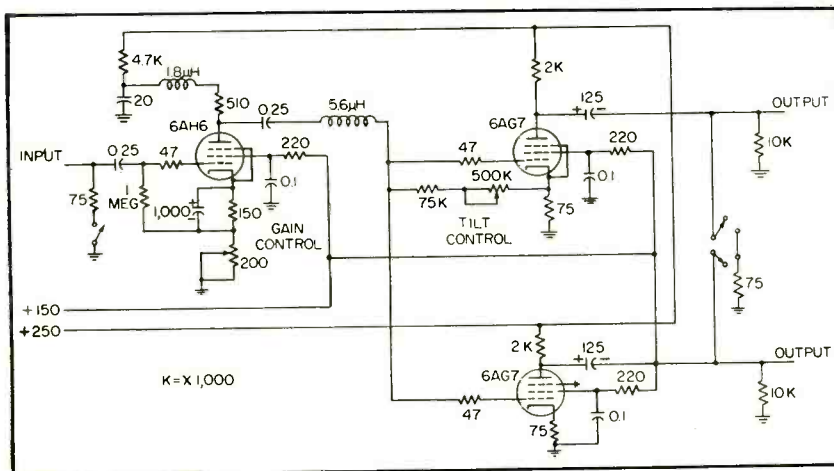 4.7K
1.8µH
20
510
2K
125
+ -
OUTPUT
0.25
5.6µH
6AH6
6AG7
INPUT
0.25
47
220
47
220
10K
0.1
0.1
75
1 MEG
1,000
+
-
150
75K
500K
75
GAIN CONTROL
TILT CONTROL
200
75
+150
+250
2K
125
+ -
OUTPUT
6AG7
220
K=X1,000
47
10K
75
0.1